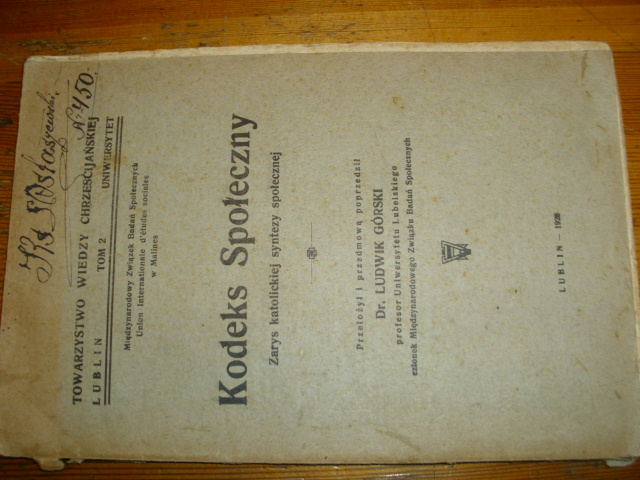 TOWARZYSTWO WIEDZY CHRZEŚCIJAŃSKIEJ
LUBLIN TOM 2 UNIWERSYTET
Międzynarodowy Związek Badań Społecznych
Union internationale d'études sociales
w Malines
Kodeks Społeczny
Zarys katolickiej syntezy społecznej
Przełożył i przedmową poprzedził
Dr. LUDWIK GÓRSKI
profesor Uniwersytetu Lubelskiego
członek Międzynarodowego Związku Badań Społecznych
LUBLIN — 1928